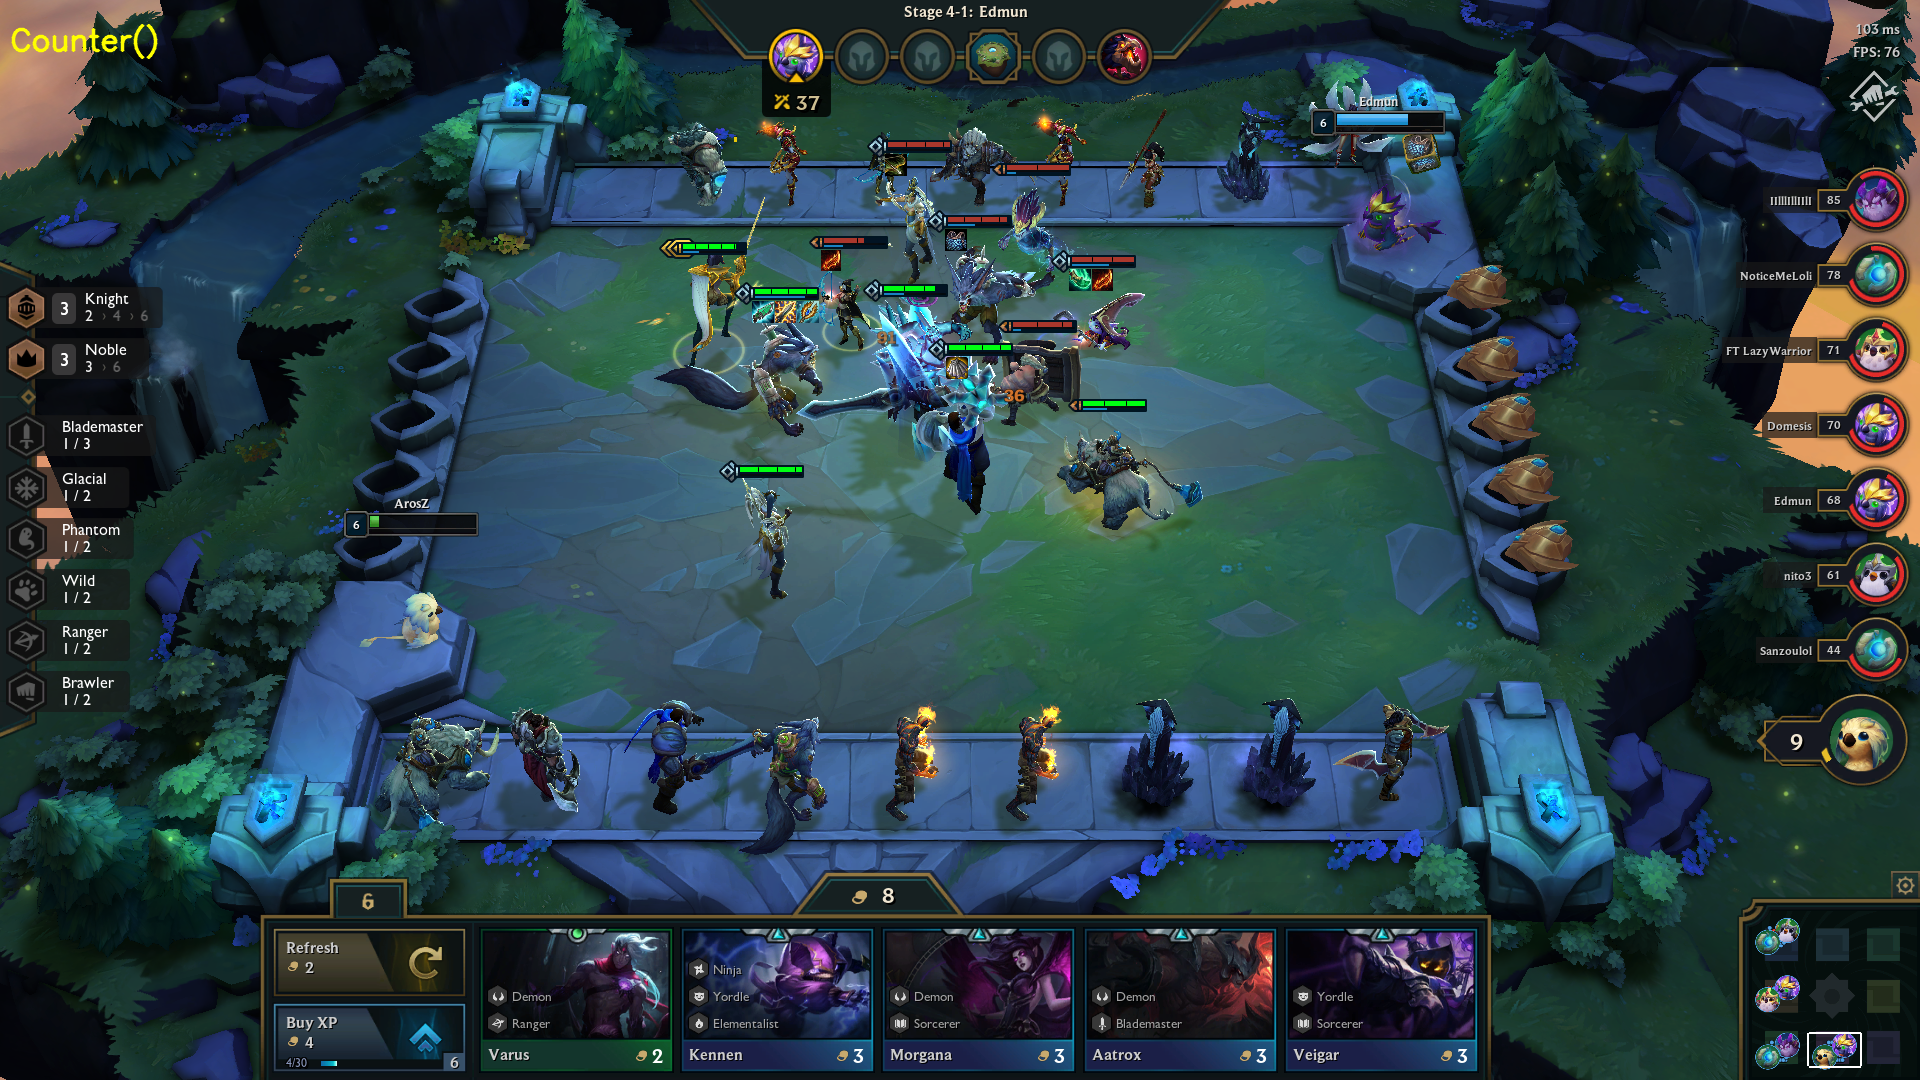 Stage 4-1: Edmun
Counter()
103 ms
FPS: 76
37
Edmun
6
IIIIIIIIIII 85
NoticeMeLoli 78
FT LazyWarrior 71
Domesis 70
Edmun 68
nito3 61
Sanzoulol 44
9
3 Knight
2 › 4 › 6
3 Noble
3 › 6
Blademaster
1 / 3
Glacial
1 / 2
Phantom
1 / 2
Wild
1 / 2
Ranger
1 / 2
Brawler
1 / 2
ArosZ
6
91
36
6
8
Refresh
2
Buy XP
4
4/30
6
Demon
Ranger
Varus 2
Ninja
Yordle
Elementalist
Kennen 3
Demon
Sorcerer
Morgana 3
Demon
Blademaster
Aatrox 3
Yordle
Sorcerer
Veigar 3